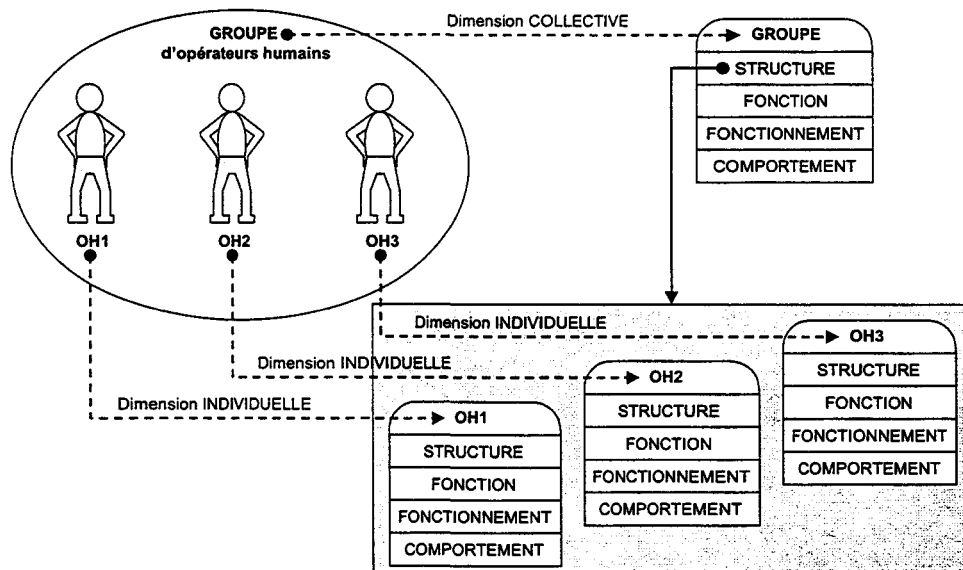 Dimension COLLECTIVE
GROUPE
d'opérateurs humains
OH1
OH2
OH3
GROUPE
STRUCTURE
FONCTION
FONCTIONNEMENT
COMPORTEMENT
Dimension INDIVIDUELLE
OH3
STRUCTURE
FONCTION
FONCTIONNEMENT
COMPORTEMENT
Dimension INDIVIDUELLE
OH2
STRUCTURE
FONCTION
FONCTIONNEMENT
COMPORTEMENT
Dimension INDIVIDUELLE
OH1
STRUCTURE
FONCTION
FONCTIONNEMENT
COMPORTEMENT